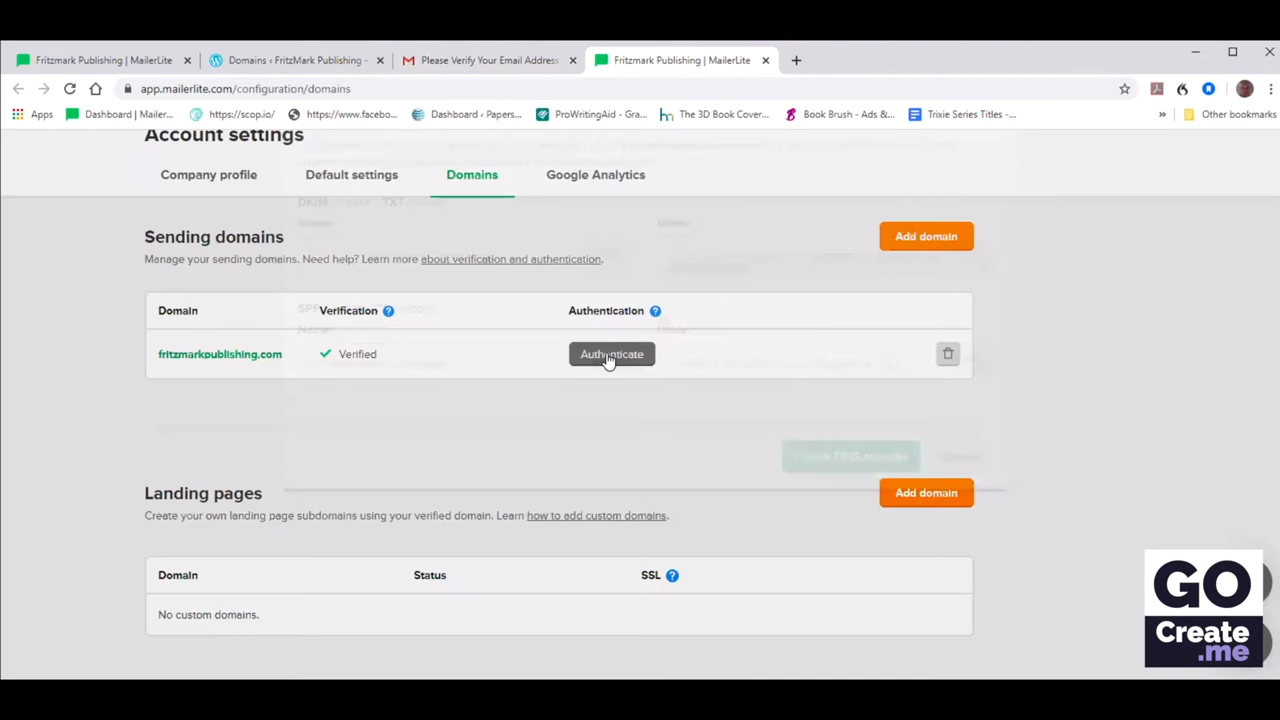 Fritzmark Publishing | MailerLite
Domains ‹ FritzMark Publishing –
Please Verify Your Email Address
Fritzmark Publishing | MailerLite
app.mailerlite.com/configuration/domains
Apps
Dashboard | Mailer...
https://scop.io/
https://www.facebo...
Dashboard ‹ Papers...
ProWritingAid - Gra...
The 3D Book Cover...
Book Brush - Ads &...
Trixie Series Titles -...
»
Other bookmarks
Account settings
Company profile
Default settings
Domains
Google Analytics
Sending domains
Add domain
Manage your sending domains. Need help? Learn more about verification and authentication.
DKIM
TXT
Domain
Verification ?
Authentication ?
fritzmarkpublishing.com
Verified
Authenticate
Landing pages
Add domain
Create your own landing page subdomains using your verified domain. Learn how to add custom domains.
Domain
Status
SSL ?
No custom domains.
GO
Create
.me